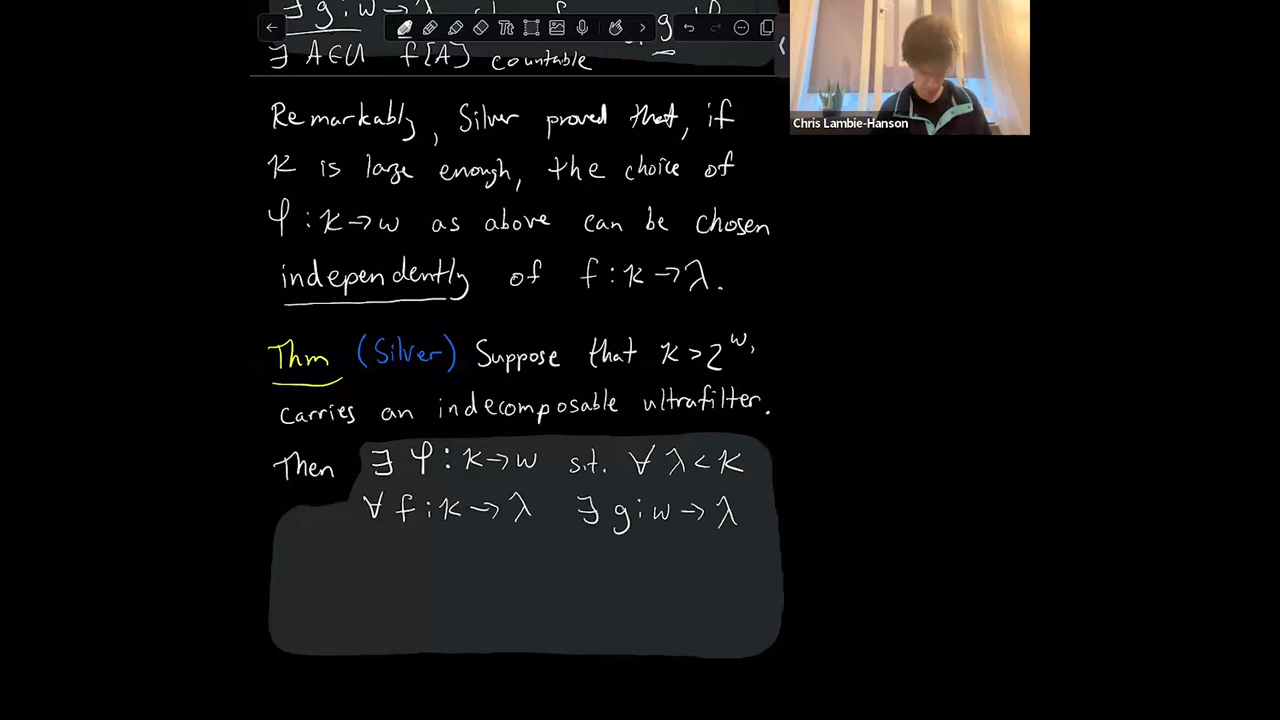 ∃ g : ω → λ
g
∃ A ∈ U f[A] countable
Remarkably, Silver proved that, if
κ is large enough, the choice of
φ : κ → ω as above can be chosen
independently of f : κ → λ.
Thm (Silver) Suppose that κ > 2^ω,
carries an indecomposable ultrafilter.
Then ∃ φ : κ → ω s.t. ∀ λ < κ
∀ f : κ → λ ∃ g : ω → λ
Tt
Chris Lambie-Hanson